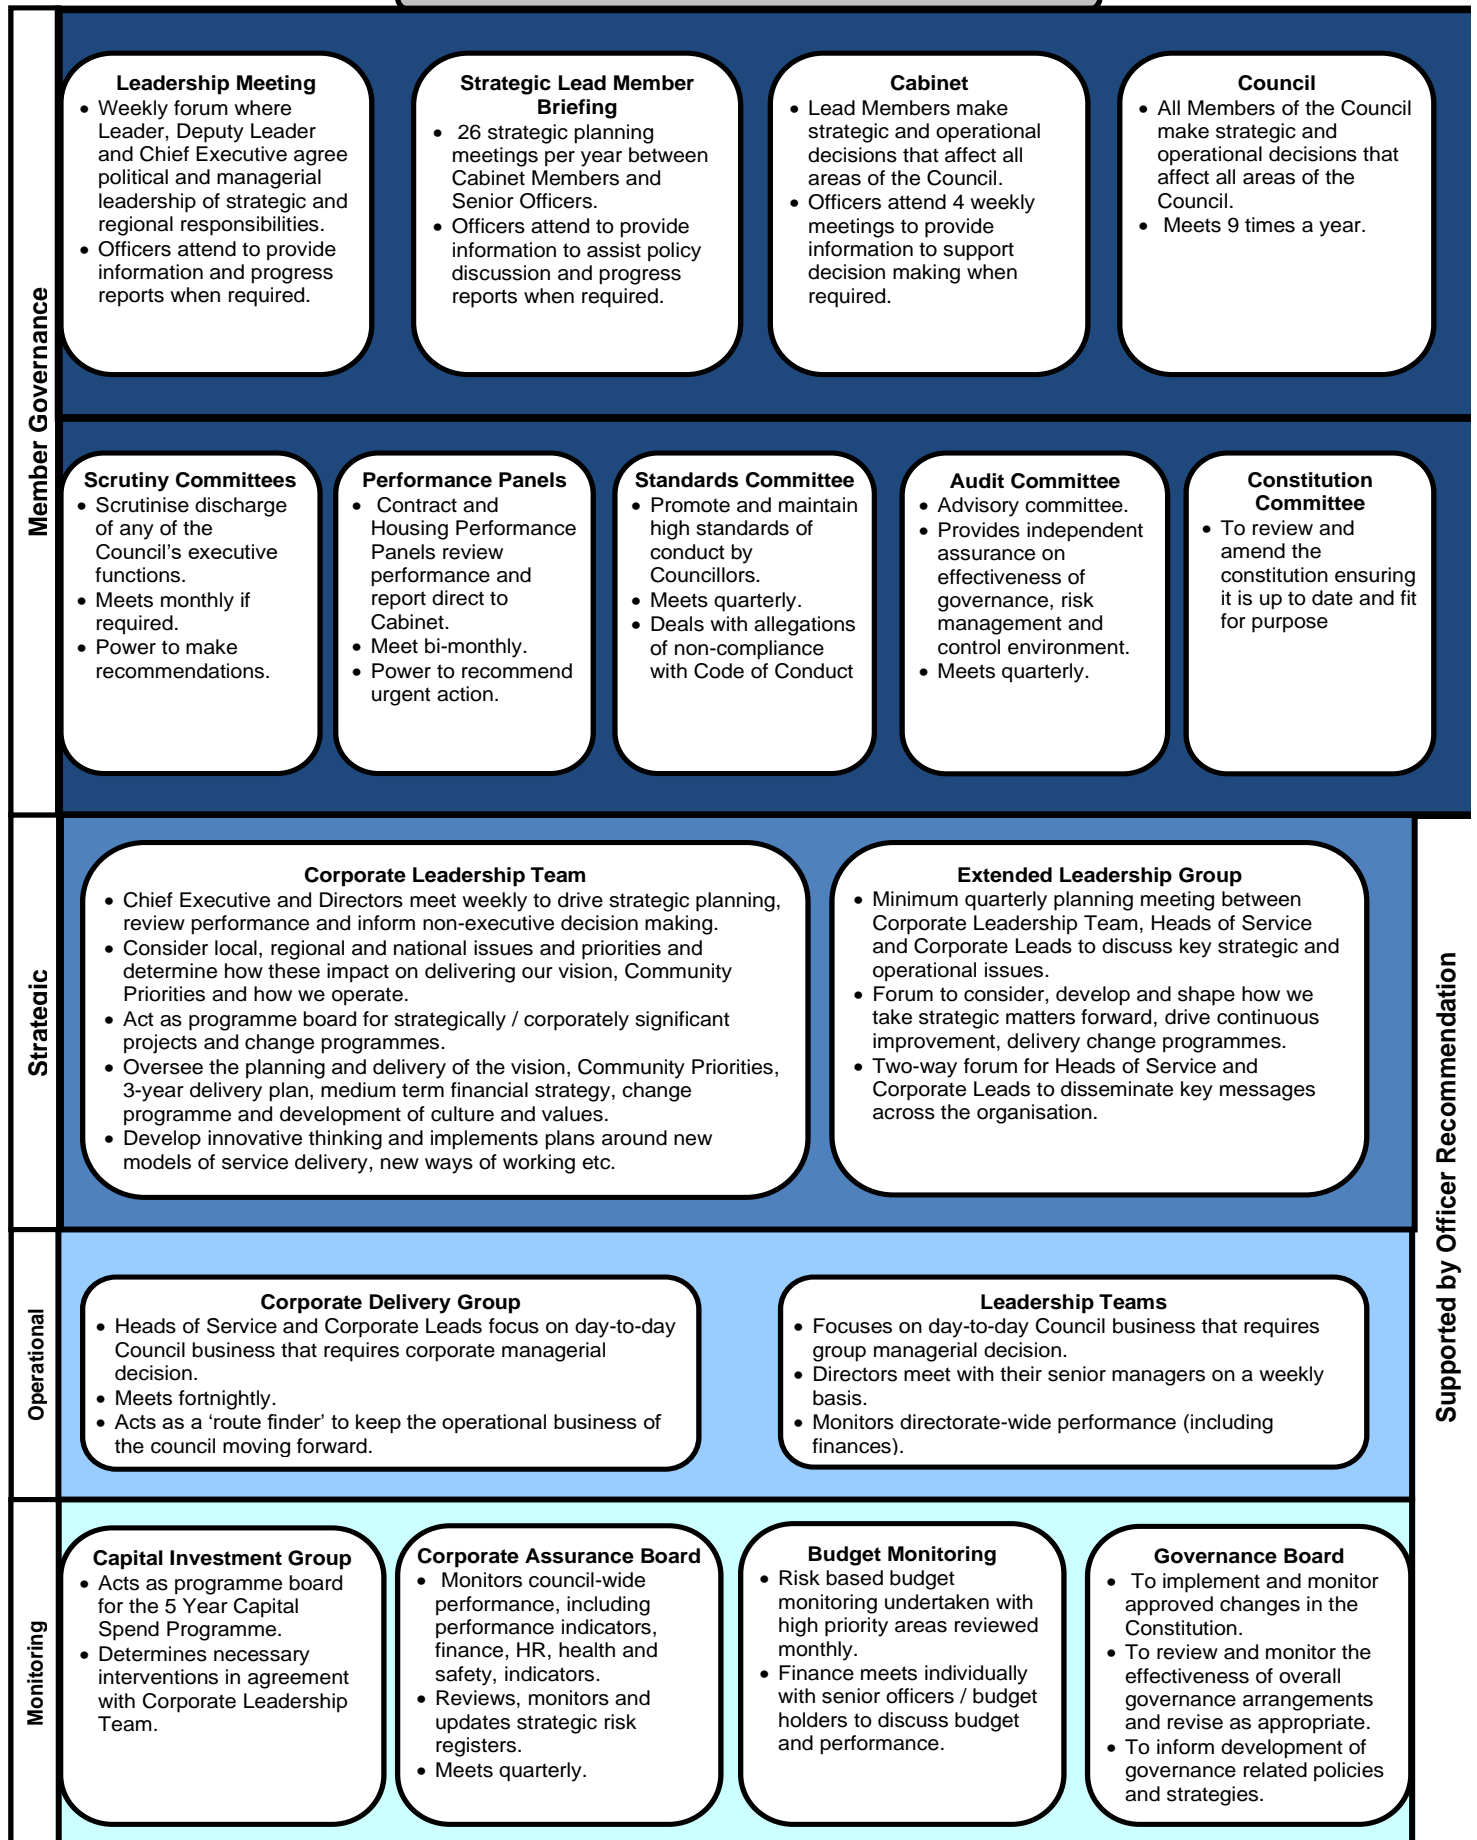 Member Governance
Leadership Meeting
• Weekly forum where
Leader, Deputy Leader
and Chief Executive agree
political and managerial
leadership of strategic and
regional responsibilities.
• Officers attend to provide
information and progress
reports when required.
Strategic Lead Member
Briefing
• 26 strategic planning
meetings per year between
Cabinet Members and
Senior Officers.
• Officers attend to provide
information to assist policy
discussion and progress
reports when required.
Cabinet
• Lead Members make
strategic and operational
decisions that affect all
areas of the Council.
• Officers attend 4 weekly
meetings to provide
information to support
decision making when
required.
Council
• All Members of the Council
make strategic and
operational decisions that
affect all areas of the
Council.
• Meets 9 times a year.
Scrutiny Committees
• Scrutinise discharge
of any of the
Council's executive
functions.
• Meets monthly if
required.
• Power to make
recommendations.
Performance Panels
• Contract and
Housing Performance
Panels review
performance and
report direct to
Cabinet.
• Meet bi-monthly.
• Power to recommend
urgent action.
Standards Committee
• Promote and maintain
high standards of
conduct by
Councillors.
• Meets quarterly.
• Deals with allegations
of non-compliance
with Code of Conduct
Audit Committee
• Advisory committee.
• Provides independent
assurance on
effectiveness of
governance, risk
management and
control environment.
• Meets quarterly.
Constitution
Committee
• To review and
amend the
constitution ensuring
it is up to date and fit
for purpose
Strategic
Corporate Leadership Team
• Chief Executive and Directors meet weekly to drive strategic planning,
review performance and inform non-executive decision making.
• Consider local, regional and national issues and priorities and
determine how these impact on delivering our vision, Community
Priorities and how we operate.
• Act as programme board for strategically / corporately significant
projects and change programmes.
• Oversee the planning and delivery of the vision, Community Priorities,
3-year delivery plan, medium term financial strategy, change
programme and development of culture and values.
• Develop innovative thinking and implements plans around new
models of service delivery, new ways of working etc.
Extended Leadership Group
• Minimum quarterly planning meeting between
Corporate Leadership Team, Heads of Service
and Corporate Leads to discuss key strategic and
operational issues.
• Forum to consider, develop and shape how we
take strategic matters forward, drive continuous
improvement, delivery change programmes.
• Two-way forum for Heads of Service and
Corporate Leads to disseminate key messages
across the organisation.
Supported by Officer Recommendation
Operational
Corporate Delivery Group
• Heads of Service and Corporate Leads focus on day-to-day
Council business that requires corporate managerial
decision.
• Meets fortnightly.
• Acts as a ‘route finder’ to keep the operational business of
the council moving forward.
Leadership Teams
• Focuses on day-to-day Council business that requires
group managerial decision.
• Directors meet with their senior managers on a weekly
basis.
• Monitors directorate-wide performance (including
finances).
Monitoring
Capital Investment Group
• Acts as programme board
for the 5 Year Capital
Spend Programme.
• Determines necessary
interventions in agreement
with Corporate Leadership
Team.
Corporate Assurance Board
• Monitors council-wide
performance, including
performance indicators,
finance, HR, health and
safety, indicators.
• Reviews, monitors and
updates strategic risk
registers.
• Meets quarterly.
Budget Monitoring
• Risk based budget
monitoring undertaken with
high priority areas reviewed
monthly.
• Finance meets individually
with senior officers / budget
holders to discuss budget
and performance.
Governance Board
• To implement and monitor
approved changes in the
Constitution.
• To review and monitor the
effectiveness of overall
governance arrangements
and revise as appropriate.
• To inform development of
governance related policies
and strategies.